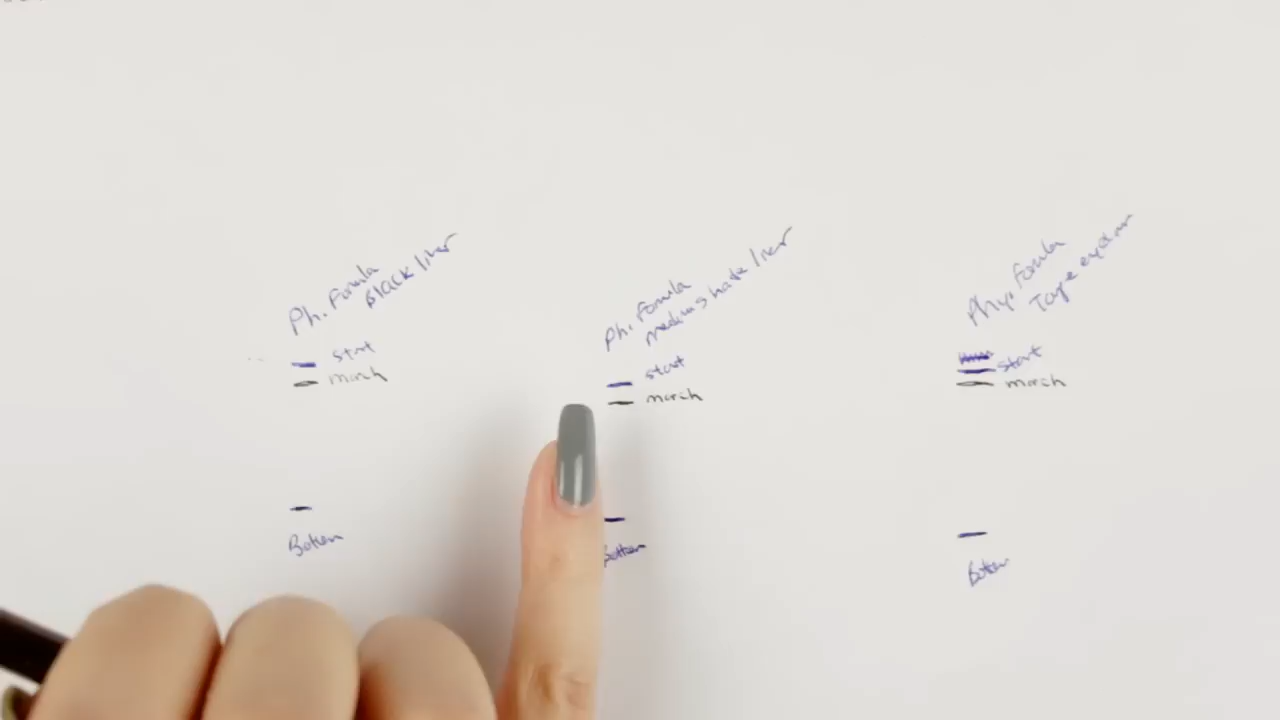 Ph. Formula
Black liner
start
march
Bottom
Ph. Formula
medium shade liner
start
march
Bottom
Phy. Formula
Taupe
start
march
Bottom